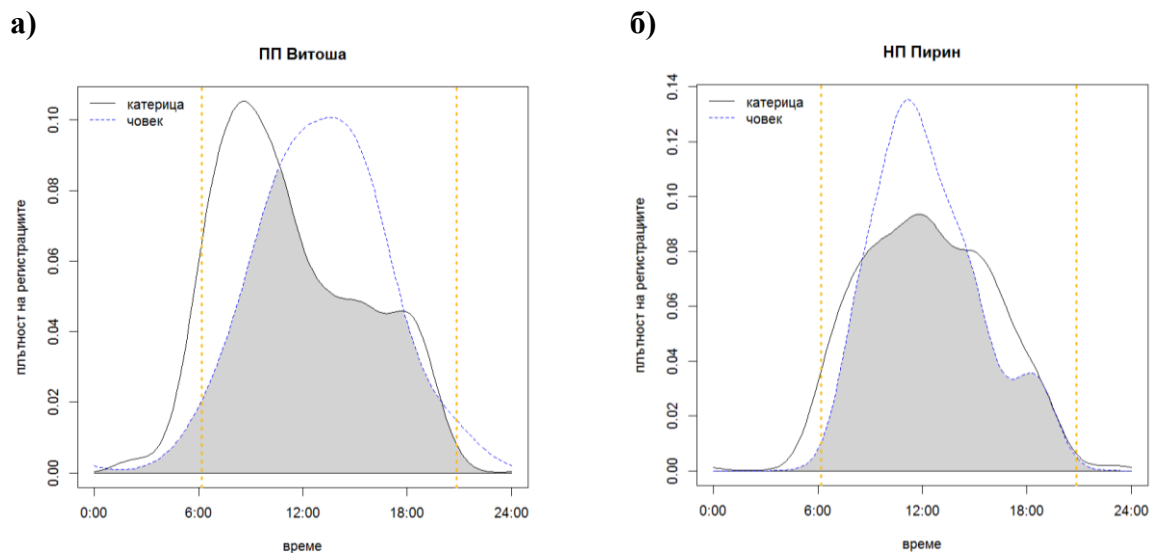 а)
ПП Витоша
катерица
човек
плътност на регистрациите
0.00
0.02
0.04
0.06
0.08
0.10
0:00 6:00 12:00 18:00 24:00
време
б)
НП Пирин
катерица
човек
плътност на регистрациите
0.00
0.02
0.04
0.06
0.08
0.10
0.12
0.14
0:00 6:00 12:00 18:00 24:00
време